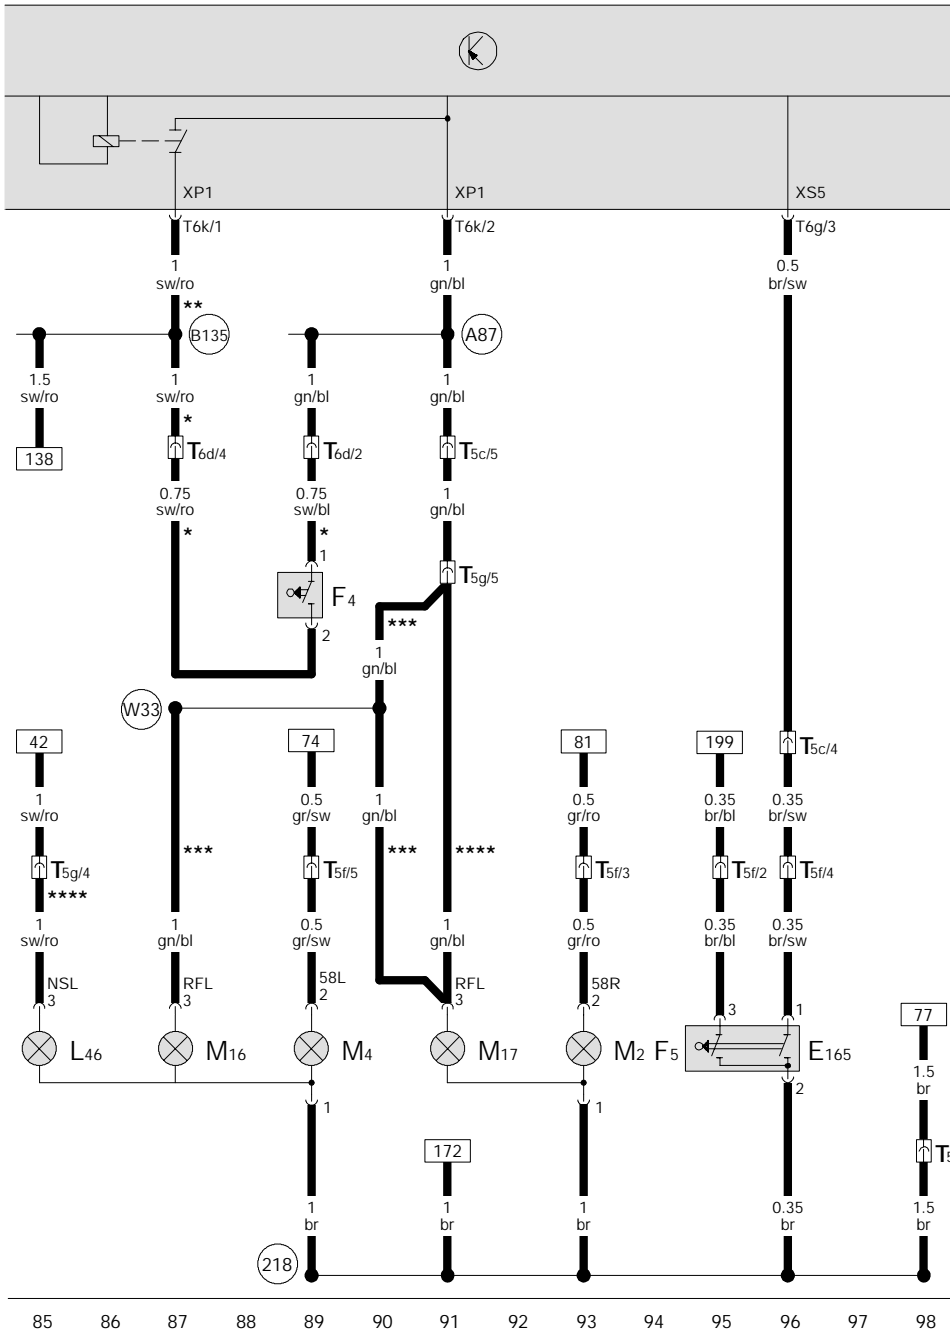 XP1 XP1 XS5
T6k/1 T6k/2 T6g/3
1 1 0.5
sw/ro gn/bl br/sw
**
B135 A87
1.5 1 1 1
sw/ro sw/ro gn/bl gn/bl
*
138 T6d/4 T6d/2 T5c/5
0.75 0.75 1
sw/ro sw/bl gn/bl
* *
1
T5g/5
F4
***
2
1
gn/bl
W33
42 74 81 199 T5c/4
1 0.5 1 0.5 0.35 0.35
sw/ro gr/sw gn/bl gr/ro br/bl br/sw
*** *** ****
T5g/4 T5f/5 T5f/3 T5f/2 T5f/4
****
1 1 0.5 1 0.5 0.35 0.35
sw/ro gn/bl gr/sw gn/bl gr/ro br/bl br/sw
NSL RFL 58L RFL 58R
3 3 2 3 2 3 1
77
L46 M16 M4 M17 M2 F5 E165
1.5
br
2
1 1
172 T5
1 1 1 0.35 1.5
br br br br br
218
85 86 87 88 89 90 91 92 93 94 95 96 97 98